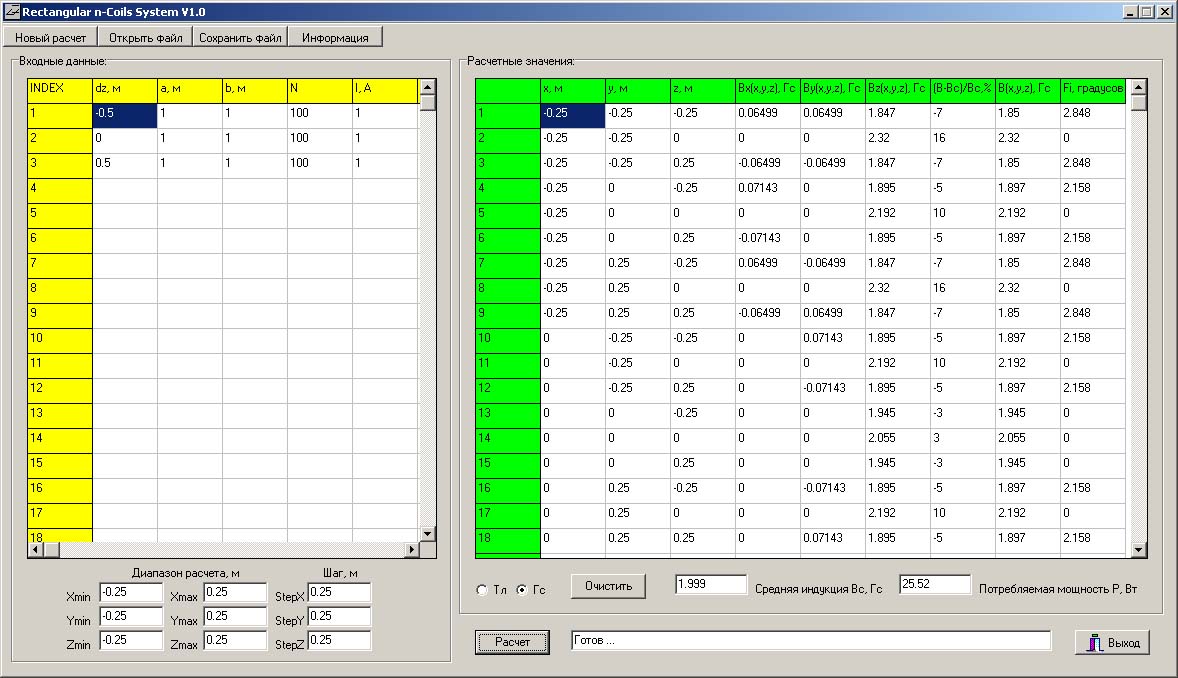 Rectangular n-Coils System V1.0
Новый расчет Открыть файл Сохранить файл Информация
Входные данные:
INDEX dz, м a, м b, м N I, А
1 -0.5 1 1 100 1
2 0 1 1 100 1
3 0.5 1 1 100 1
4
5
6
7
8
9
10
11
12
13
14
15
16
17
18
Диапазон расчета, м Шаг, м
Xmin -0.25 Xmax 0.25 StepX 0.25
Ymin -0.25 Ymax 0.25 StepY 0.25
Zmin -0.25 Zmax 0.25 StepZ 0.25
Расчетные значения:
x, м y, м z, м Bx(x,y,z), Гс By(x,y,z), Гс Bz(x,y,z), Гс (B-Bc)/Bc,% B(x,y,z), Гс Fi, градусов
1 -0.25 -0.25 -0.25 0.06499 0.06499 1.847 -7 1.85 2.848
2 -0.25 -0.25 0 0 0 2.32 16 2.32 0
3 -0.25 -0.25 0.25 -0.06499 -0.06499 1.847 -7 1.85 2.848
4 -0.25 0 -0.25 0.07143 0 1.895 -5 1.897 2.158
5 -0.25 0 0 0 0 2.192 10 2.192 0
6 -0.25 0 0.25 -0.07143 0 1.895 -5 1.897 2.158
7 -0.25 0.25 -0.25 0.06499 -0.06499 1.847 -7 1.85 2.848
8 -0.25 0.25 0 0 0 2.32 16 2.32 0
9 -0.25 0.25 0.25 -0.06499 0.06499 1.847 -7 1.85 2.848
10 0 -0.25 -0.25 0 0.07143 1.895 -5 1.897 2.158
11 0 -0.25 0 0 0 2.192 10 2.192 0
12 0 -0.25 0.25 0 -0.07143 1.895 -5 1.897 2.158
13 0 0 -0.25 0 0 1.945 -3 1.945 0
14 0 0 0 0 0 2.055 3 2.055 0
15 0 0 0.25 0 0 1.945 -3 1.945 0
16 0 0.25 -0.25 0 -0.07143 1.895 -5 1.897 2.158
17 0 0.25 0 0 0 2.192 10 2.192 0
18 0 0.25 0.25 0 0.07143 1.895 -5 1.897 2.158
Тл Гс Очистить 1.999 Средняя индукция Вс, Гс 25.52 Потребляемая мощность Р, Вт
Расчет Готов ... Выход